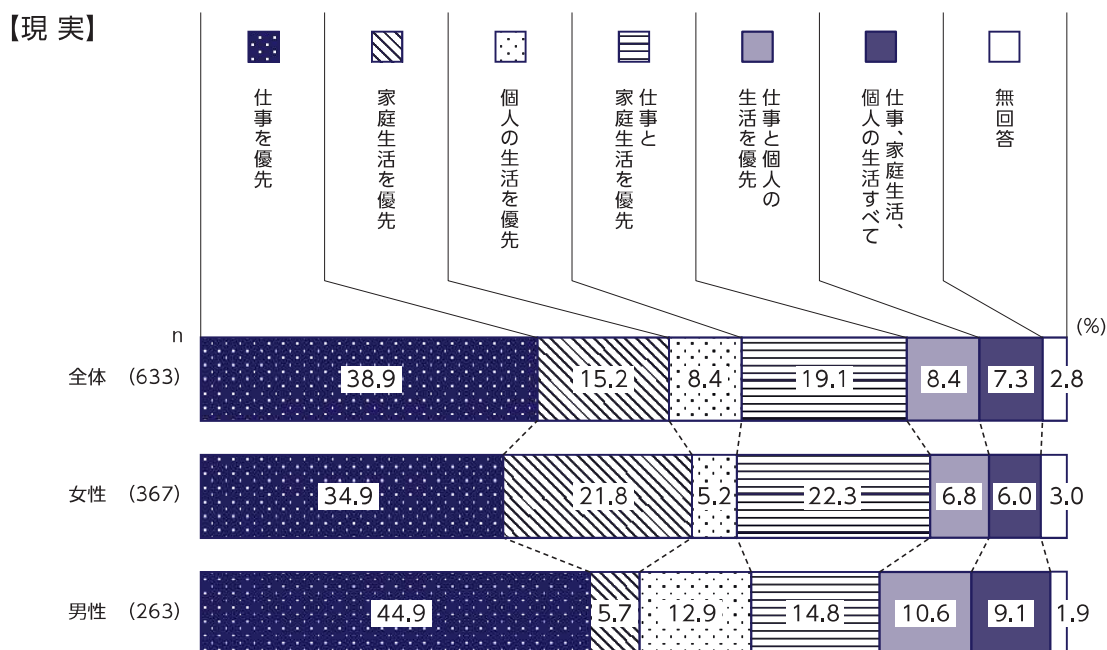 【現 実】
仕事を優先
家庭生活を優先
個人の生活を優先
仕事と
家庭生活を優先
仕事と個人の
生活を優先
仕事、家庭生活、
個人の生活すべて
無回答
n
(%)
全体 (633) 38.9 15.2 8.4 19.1 8.4 7.3 2.8
女性 (367) 34.9 21.8 5.2 22.3 6.8 6.0 3.0
男性 (263) 44.9 5.7 12.9 14.8 10.6 9.1 1.9